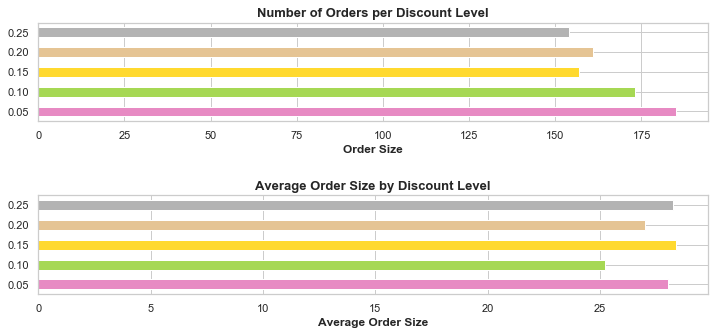 Number of Orders per Discount Level
0.25
0.20
0.15
0.10
0.05
0 25 50 75 100 125 150 175
Order Size
Average Order Size by Discount Level
0.25
0.20
0.15
0.10
0.05
0 5 10 15 20 25
Average Order Size